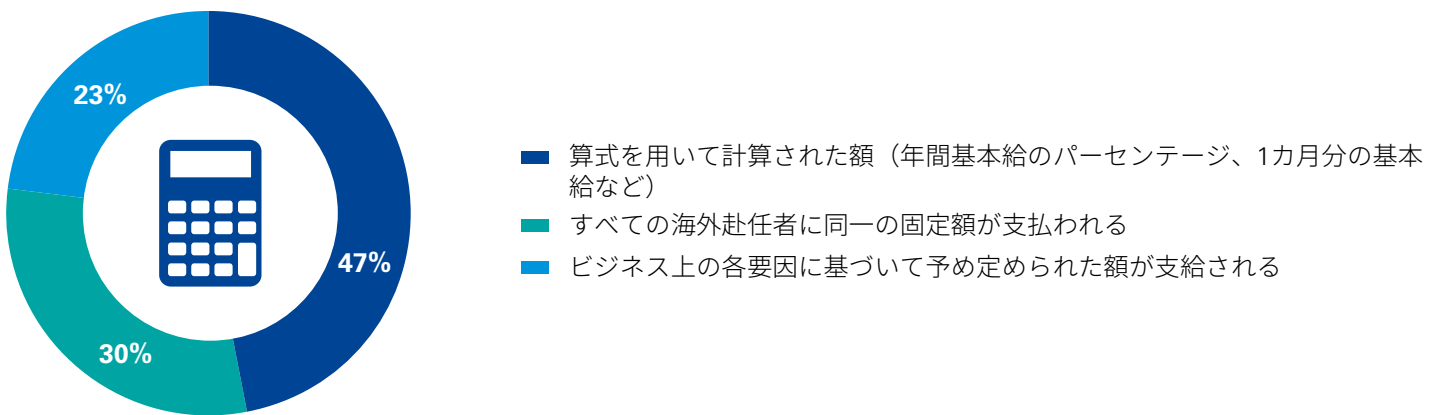 23%
47%
30%
算式を用いて計算された額（年間基本給のパーセンテージ、1カ月分の基本
給など）
すべての海外赴任者に同一の固定額が支払われる
ビジネス上の各要因に基づいて予め定められた額が支給される